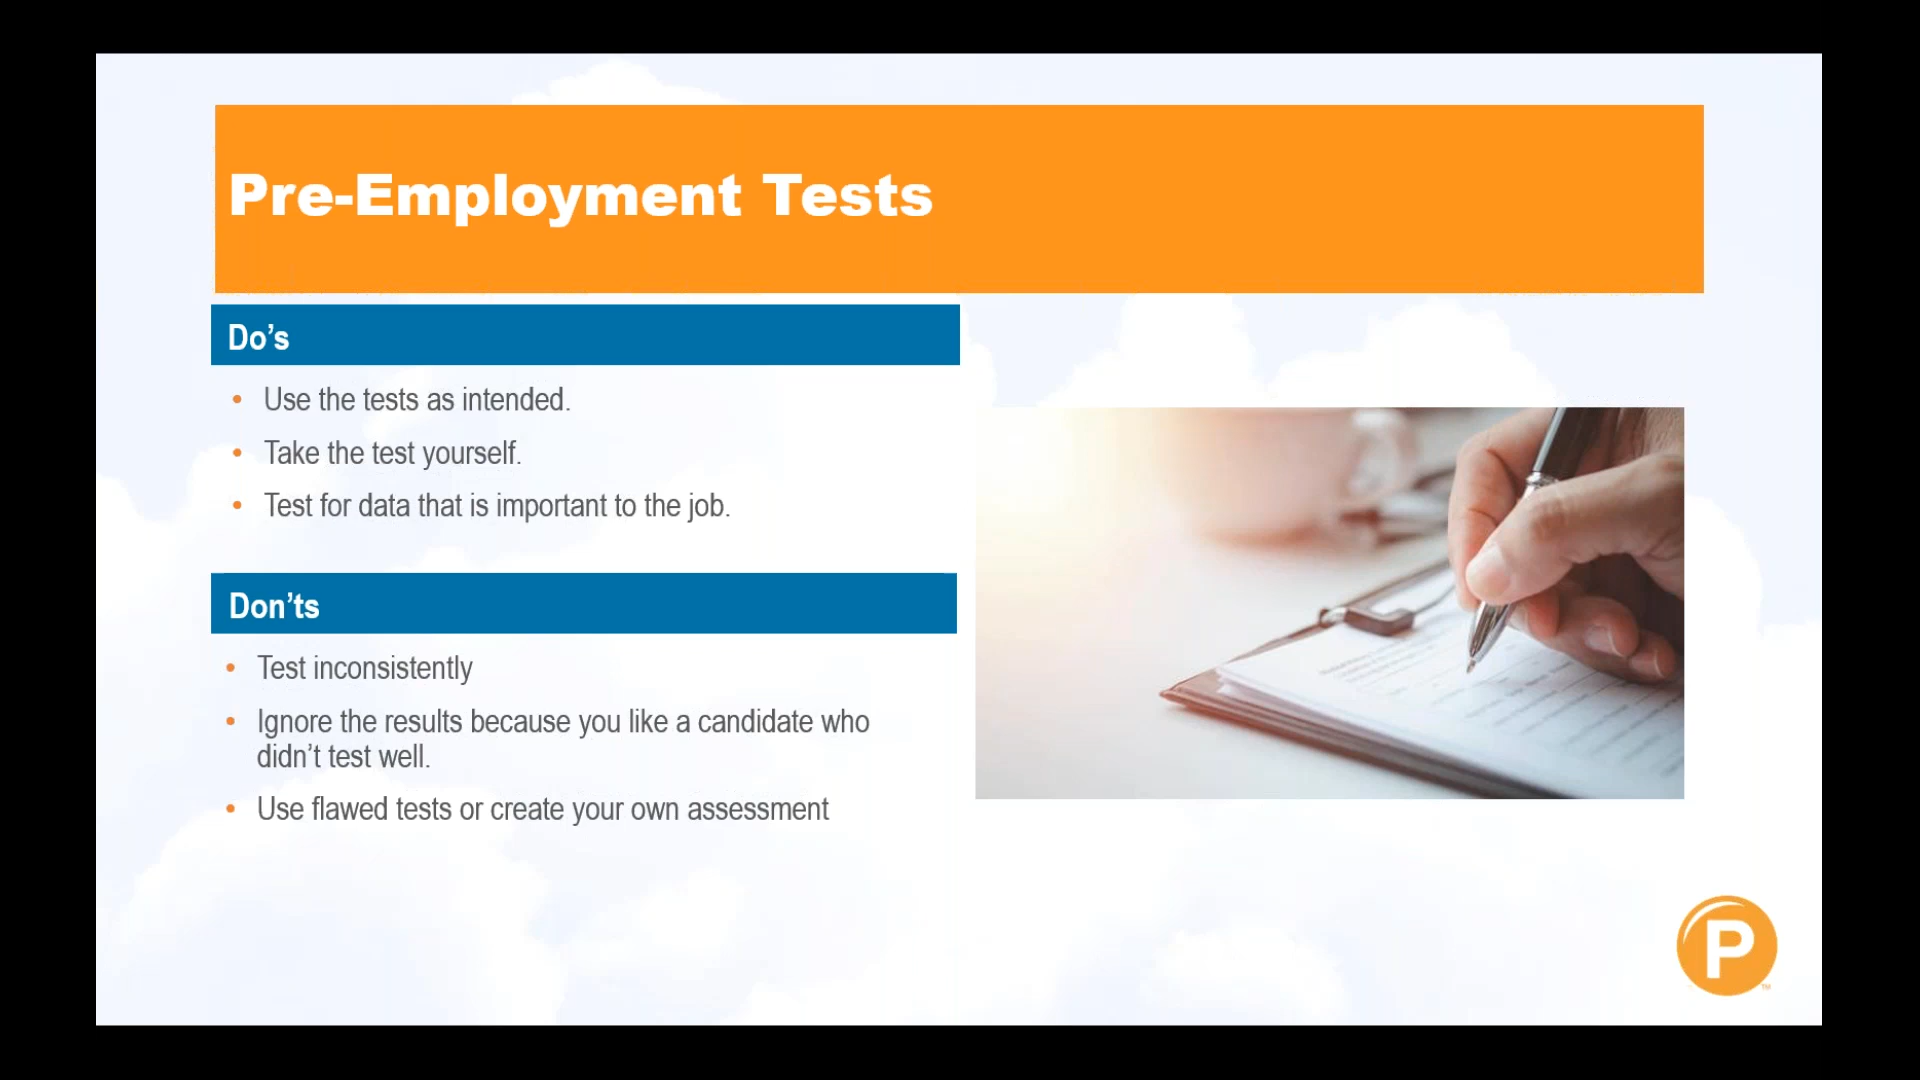 Pre-Employment Tests
Do’s
• Use the tests as intended.
• Take the test yourself.
• Test for data that is important to the job.
Don’ts
• Test inconsistently
• Ignore the results because you like a candidate who
didn’t test well.
• Use flawed tests or create your own assessment
P
TM